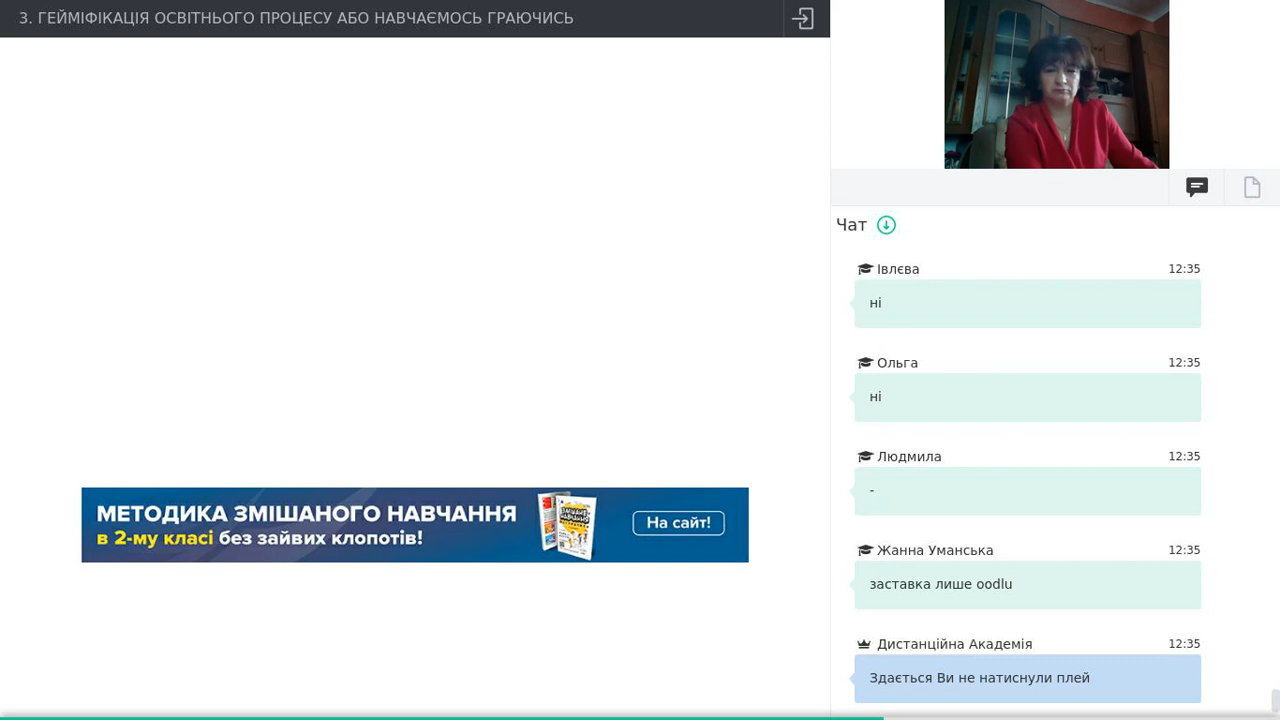 3. ГЕЙМІФІКАЦІЯ ОСВІТНЬОГО ПРОЦЕСУ АБО НАВЧАЄМОСЬ ГРАЮЧИСЬ
МЕТОДИКА ЗМІШАНОГО НАВЧАННЯ
в 2-му класі без зайвих клопотів!
На сайт!
Чат
Івлєва 12:35
ні
Ольга 12:35
ні
Людмила 12:35
-
Жанна Уманська 12:35
заставка лише oodlu
Дистанційна Академія 12:35
Здається Ви не натиснули плей